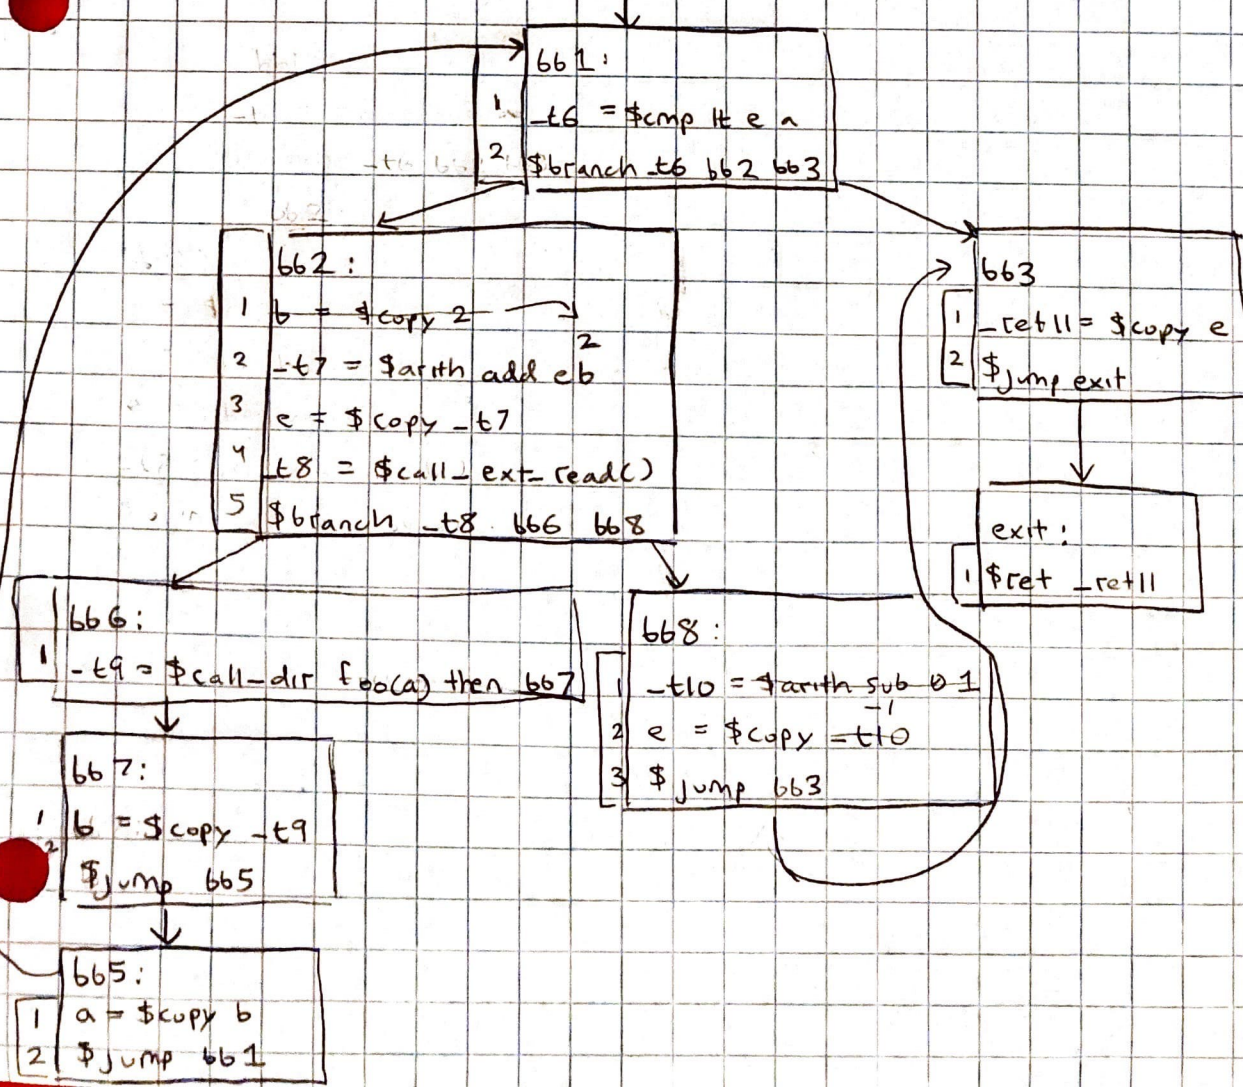 bb1:
1 _t6 = $cmp lt e a
2 $branch _t6 bb2 bb3
bb2:
1 b = $copy 2
2
2 _t7 = $arith add e b
3 e = $copy _t7
4 _t8 = $call_ext_read()
5 $branch _t8 bb6 bb8
bb3
1 _ret11 = $copy e
2 $jump exit
exit:
1 $ret _ret11
bb6:
1 _t9 = $call_dir foo(a) then bb7
bb8:
1 _t10 = $arith sub 0 1
-1
2 e = $copy _t10
3 $jump bb3
bb7:
1 b = $copy _t9
2 $jump bb5
bb5:
1 a = $copy b
2 $jump bb1